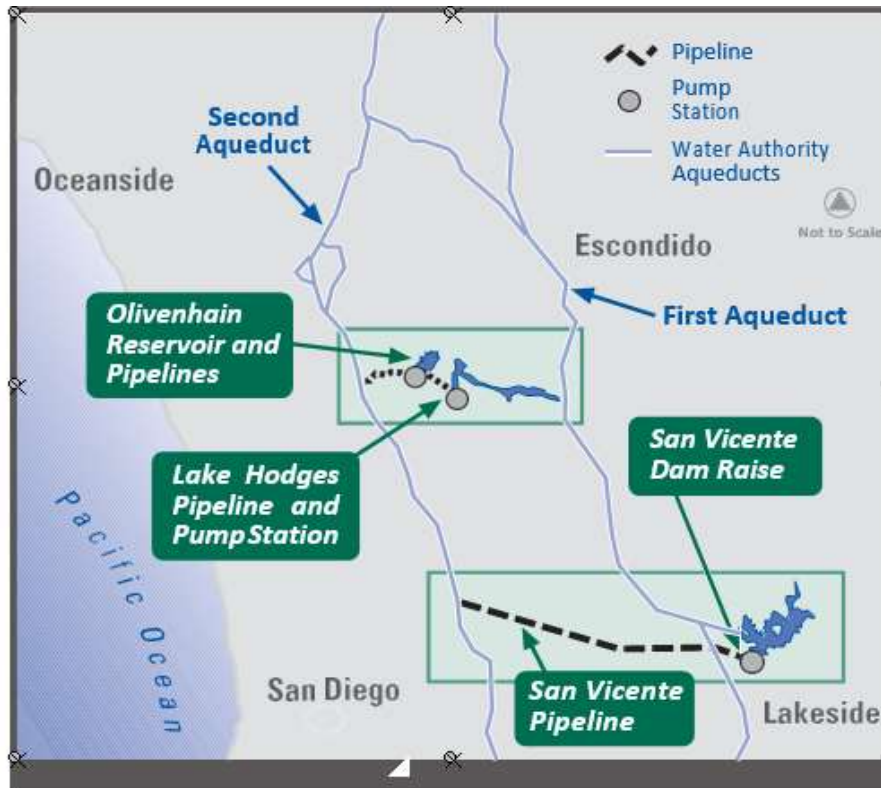 Pipeline
Pump
Station
Water Authority
Aqueducts
Not to Scale
Second
Aqueduct
Oceanside
Escondido
First Aqueduct
Olivenhain
Reservoir and
Pipelines
San Vicente
Dam Raise
Lake Hodges
Pipeline and
Pump Station
Pacific Ocean
San Diego
San Vicente
Pipeline
Lakeside